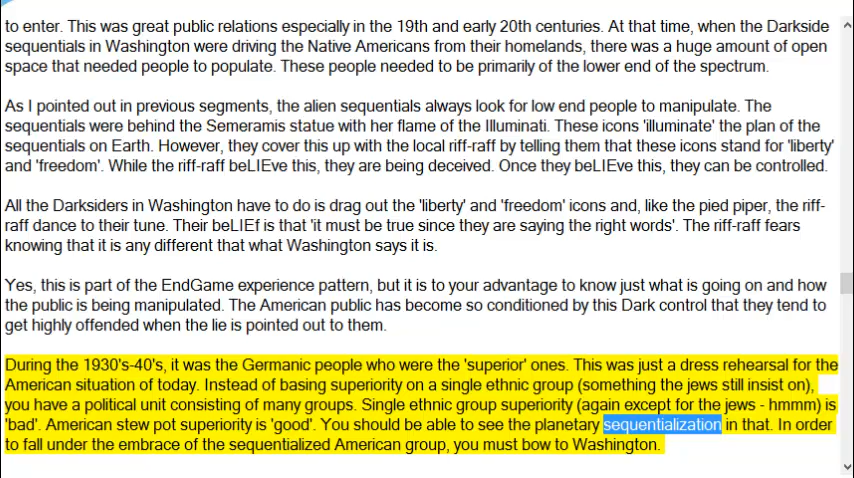 to enter. This was great public relations especially in the 19th and early 20th centuries. At that time, when the Darkside
sequentials in Washington were driving the Native Americans from their homelands, there was a huge amount of open
space that needed people to populate. These people needed to be primarily of the lower end of the spectrum.
As I pointed out in previous segments, the alien sequentials always look for low end people to manipulate. The
sequentials were behind the Semeramis statue with her flame of the Illuminati. These icons 'illuminate' the plan of the
sequentials on Earth. However, they cover this up with the local riff-raff by telling them that these icons stand for 'liberty'
and 'freedom'. While the riff-raff beLIEve this, they are being deceived. Once they beLIEve this, they can be controlled.
All the Darksiders in Washington have to do is drag out the 'liberty' and 'freedom' icons and, like the pied piper, the riff-
raff dance to their tune. Their beLIEf is that 'it must be true since they are saying the right words'. The riff-raff fears
knowing that it is any different that what Washington says it is.
Yes, this is part of the EndGame experience pattern, but it is to your advantage to know just what is going on and how
the public is being manipulated. The American public has become so conditioned by this Dark control that they tend to
get highly offended when the lie is pointed out to them.
During the 1930's-40's, it was the Germanic people who were the 'superior' ones. This was just a dress rehearsal for the
American situation of today. Instead of basing superiority on a single ethnic group (something the jews still insist on),
you have a political unit consisting of many groups. Single ethnic group superiority (again except for the jews - hmmm) is
'bad'. American stew pot superiority is 'good'. You should be able to see the planetary sequentialization in that. In order
to fall under the embrace of the sequentialized American group, you must bow to Washington.